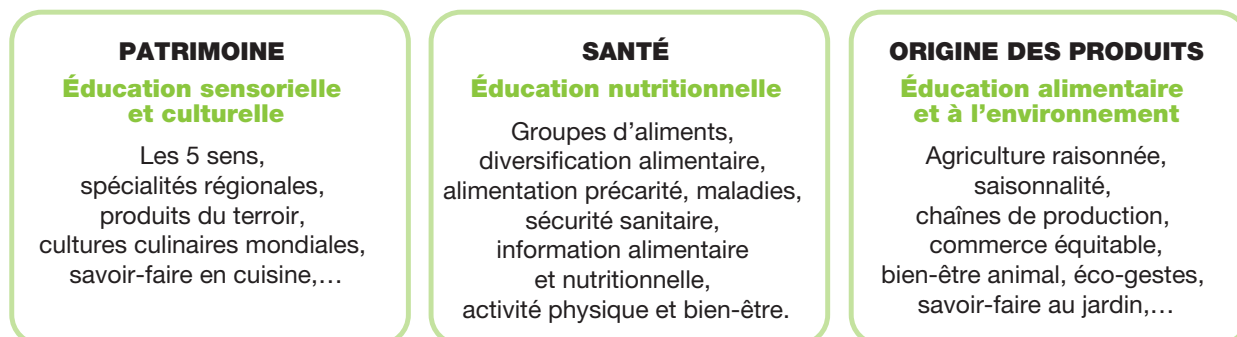 PATRIMOINE
Éducation sensorielle
et culturelle
Les 5 sens,
spécialités régionales,
produits du terroir,
cultures culinaires mondiales,
savoir-faire en cuisine,…
SANTÉ
Éducation nutritionnelle
Groupes d’aliments,
diversification alimentaire,
alimentation précarité, maladies,
sécurité sanitaire,
information alimentaire
et nutritionnelle,
activité physique et bien-être.
ORIGINE DES PRODUITS
Éducation alimentaire
et à l’environnement
Agriculture raisonnée,
saisonnalité,
chaînes de production,
commerce équitable,
bien-être animal, éco-gestes,
savoir-faire au jardin,…